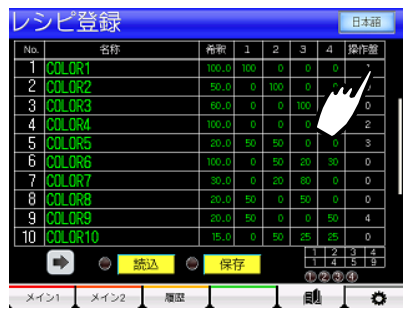 レシピ登録 日本語
No. 名称 希釈 1 2 3 4 操作盤
1 COLOR1 100.0 100 0 0 0
2 COLOR2 50.0 0 100 0 0
3 COLOR3 60.0 0 0 100 0
4 COLOR4 100.0 0 0 0 2
5 COLOR5 20.0 50 50 0 0 3
6 COLOR6 100.0 0 50 20 30 0
7 COLOR7 30.0 0 20 80 0 0
8 COLOR8 20.0 50 0 50 0 0
9 COLOR9 20.0 50 0 0 50 4
10 COLOR10 15.0 0 50 25 25 0
読込 保存
1 2 3 4
1 4 5 9
①②③④
メイン1 メイン2 履歴